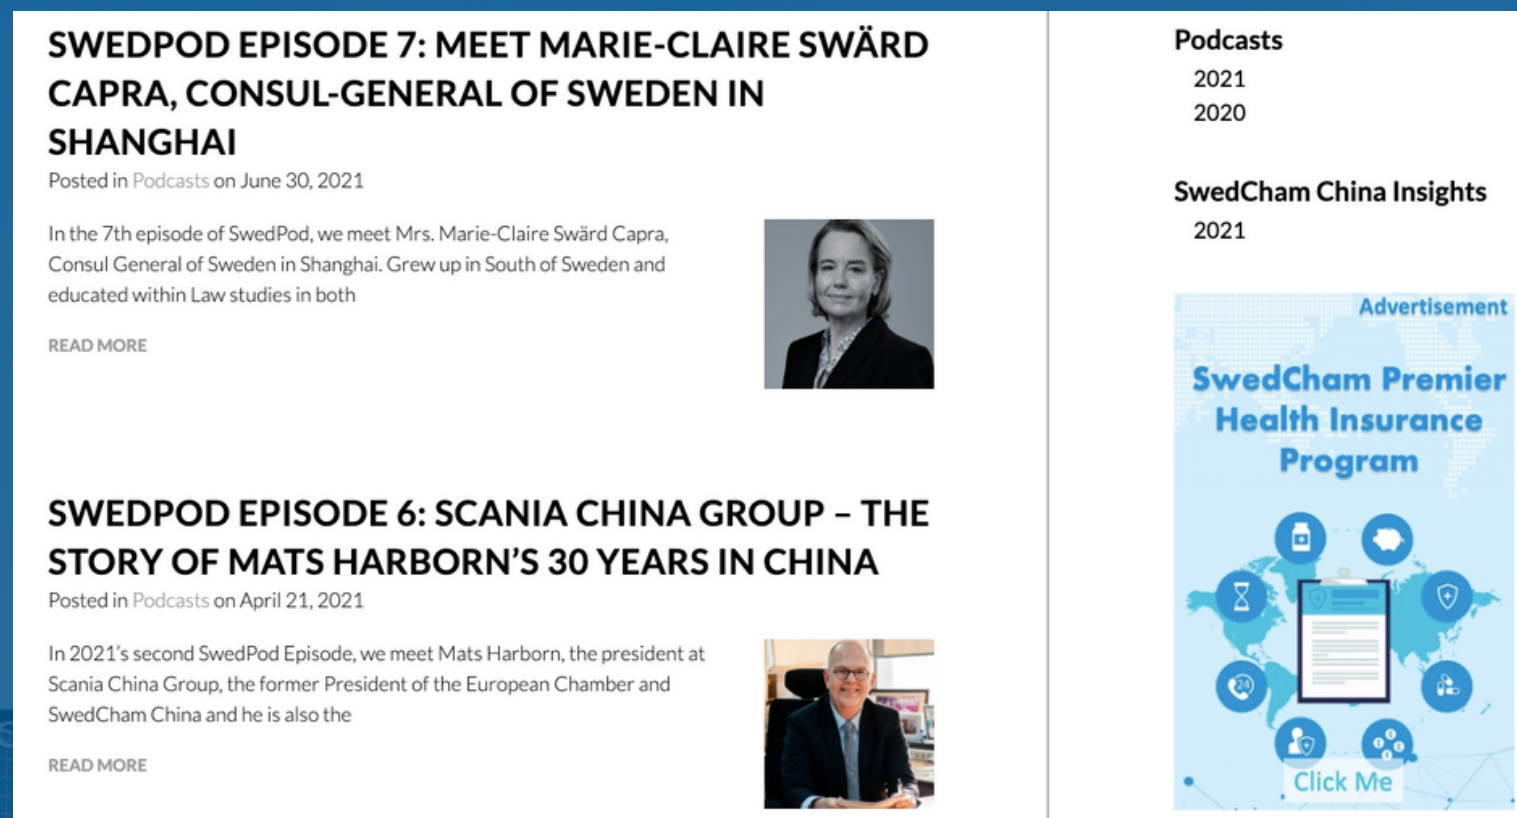 SWEDPOD EPISODE 7: MEET MARIE-CLAIRE SWÄRD
CAPRA, CONSUL-GENERAL OF SWEDEN IN
SHANGHAI
Posted in Podcasts on June 30, 2021
In the 7th episode of SwedPod, we meet Mrs. Marie-Claire Swärd Capra,
Consul General of Sweden in Shanghai. Grew up in South of Sweden and
educated within Law studies in both
READ MORE
SWEDPOD EPISODE 6: SCANIA CHINA GROUP – THE
STORY OF MATS HARBORN’S 30 YEARS IN CHINA
Posted in Podcasts on April 21, 2021
In 2021’s second SwedPod Episode, we meet Mats Harborn, the president at
Scania China Group, the former President of the European Chamber and
SwedCham China and he is also the
READ MORE
Podcasts
2021
2020
SwedCham China Insights
2021
Advertisement
SwedCham Premier
Health Insurance
Program
24
Click Me